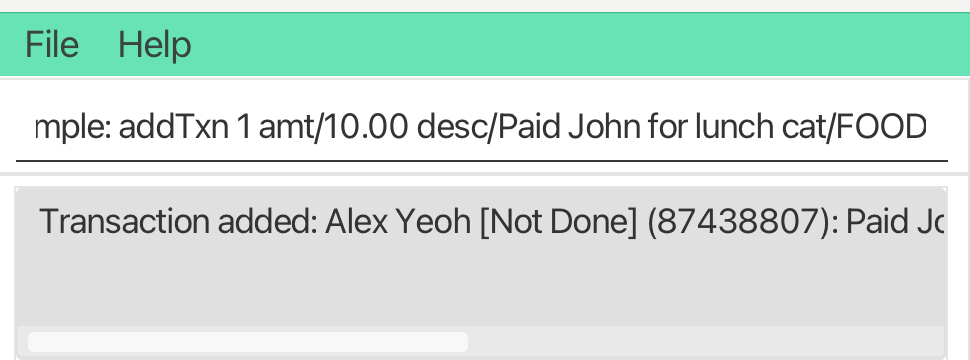 File Help
mple: addTxn 1 amt/10.00 desc/Paid John for lunch cat/FOOD
Transaction added: Alex Yeoh [Not Done] (87438807): Paid Jo